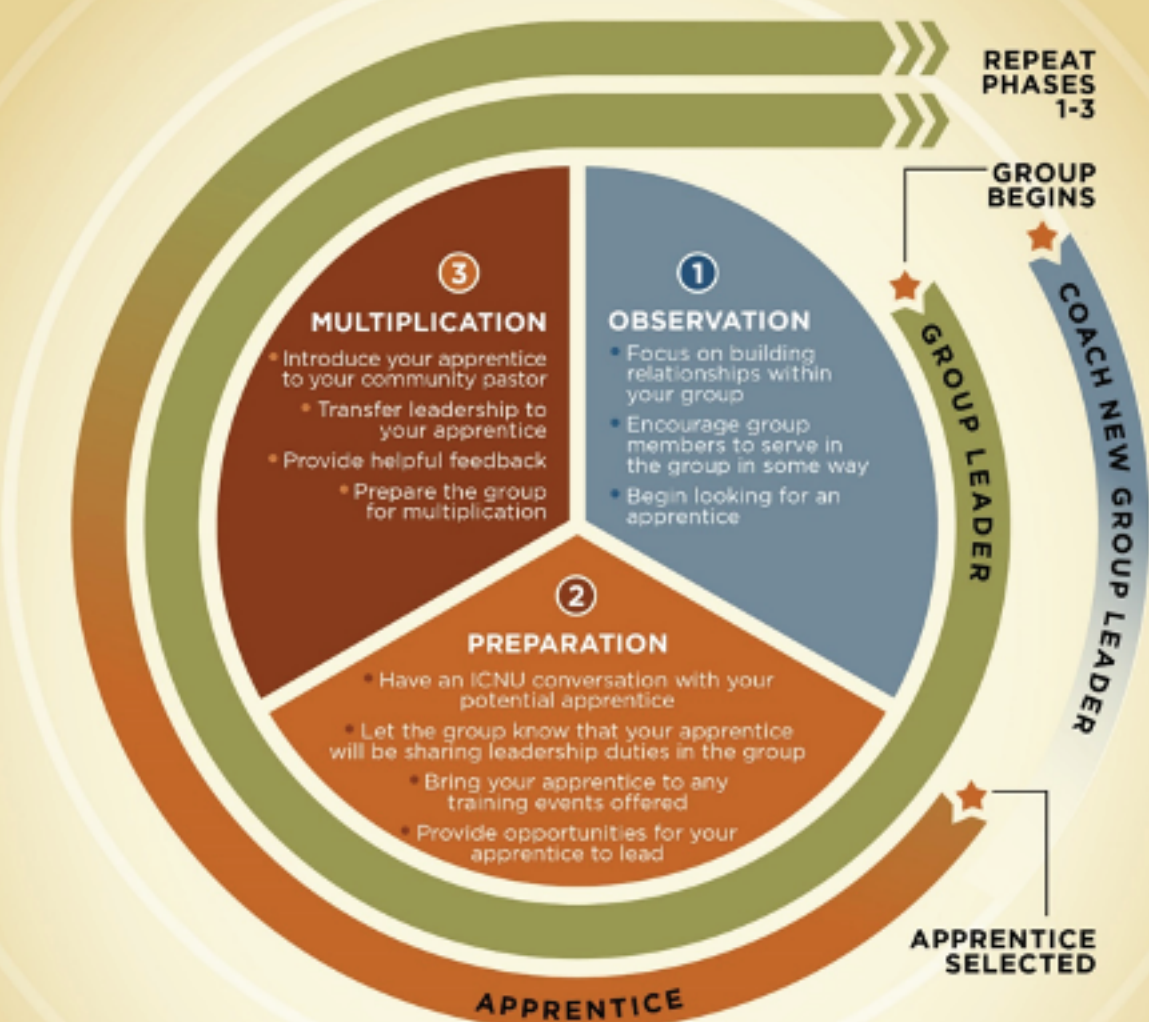 REPEAT
PHASES
1-3
GROUP
BEGINS
3
MULTIPLICATION
• Introduce your apprentice
to your community pastor
• Transfer leadership to
your apprentice
• Provide helpful feedback
• Prepare the group
for multiplication
1
OBSERVATION
• Focus on building
relationships within
your group
• Encourage group
members to serve in
the group in some way
• Begin looking for an
apprentice
2
PREPARATION
• Have an ICNU conversation with your
potential apprentice
• Let the group know that your apprentice
will be sharing leadership duties in the group
• Bring your apprentice to any
training events offered
• Provide opportunities for your
apprentice to lead
GROUP LEADER
COACH NEW GROUP LEADER
APPRENTICE
SELECTED
APPRENTICE